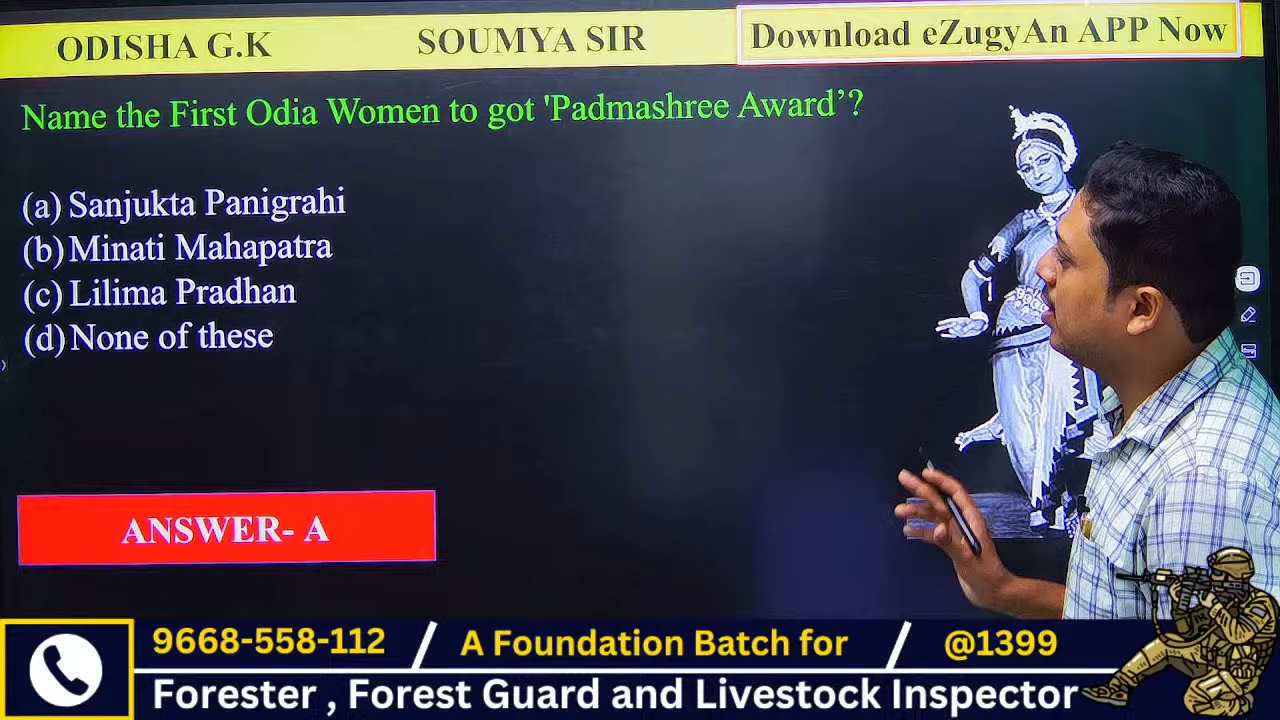 ODISHA G.K SOUMYA SIR Download eZugyAn APP Now
Name the First Odia Women to got 'Padmashree Award’?
(a) Sanjukta Panigrahi
(b) Minati Mahapatra
(c) Lilima Pradhan
(d) None of these
ANSWER- A
9668-558-112 / A Foundation Batch for / @1399
Forester , Forest Guard and Livestock Inspector